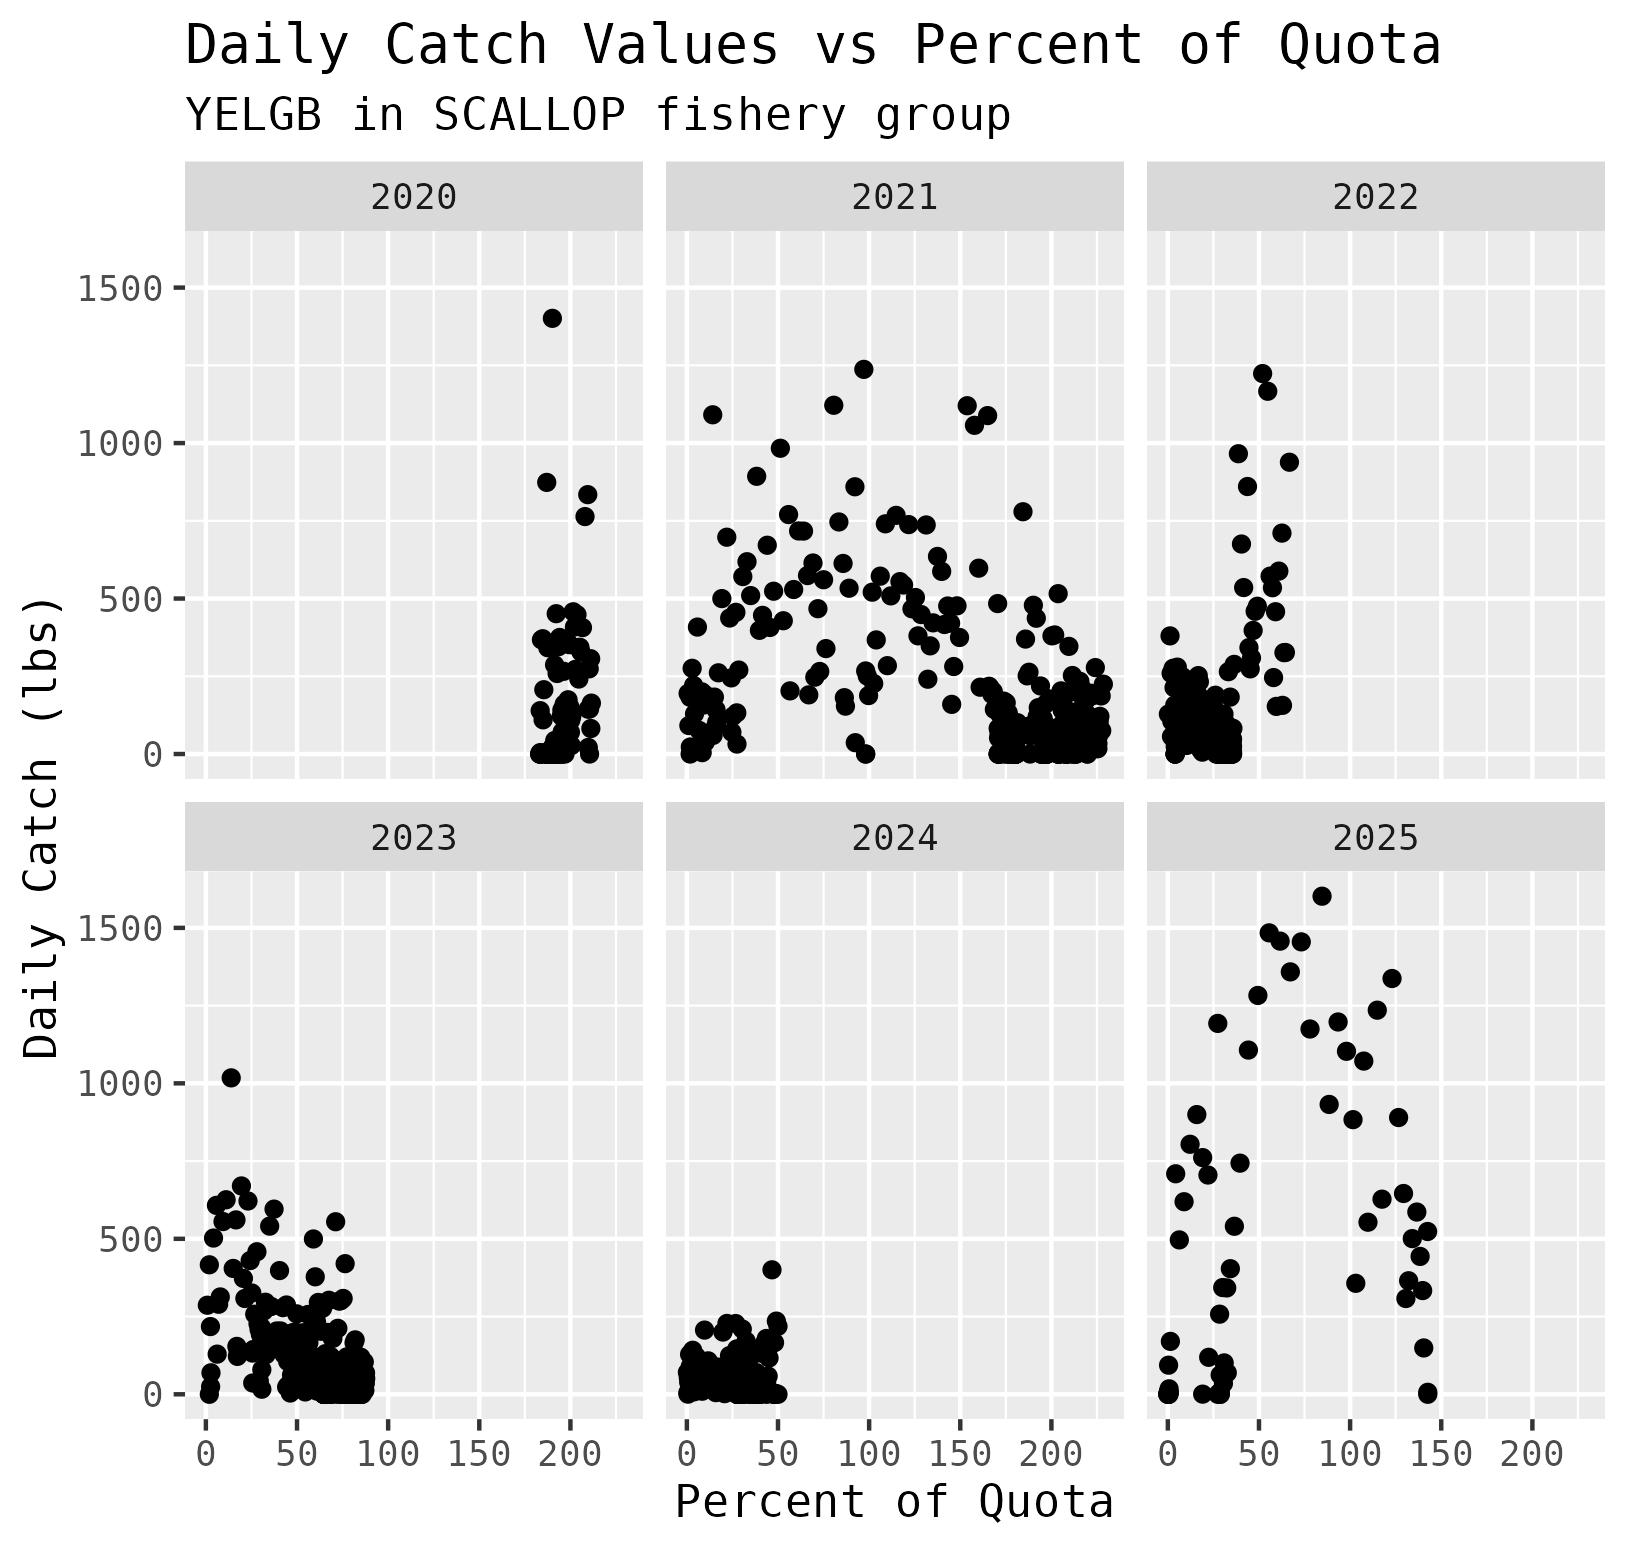 Daily Catch Values vs Percent of Quota
YELGB in SCALLOP fishery group
2020 2021 2022
1500
1000
500
0
2023 2024 2025
1500
1000
500
0
Daily Catch (lbs)
0 50 100 150 200 0 50 100 150 200 0 50 100 150 200
Percent of Quota